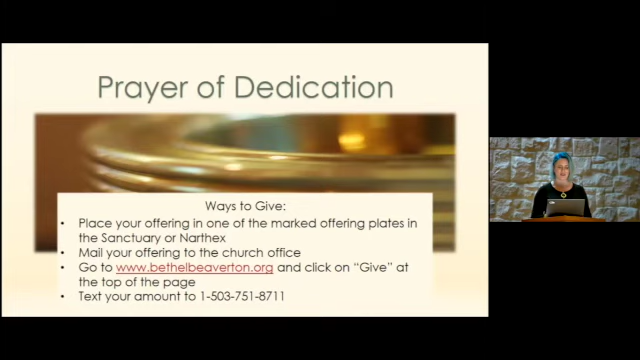 Prayer of Dedication
Ways to Give:
• Place your offering in one of the marked offering plates in
the Sanctuary or Narthex
• Mail your offering to the church office
• Go to www.bethelbeaverton.org and click on “Give” at
the top of the page
• Text your amount to 1-503-751-8711